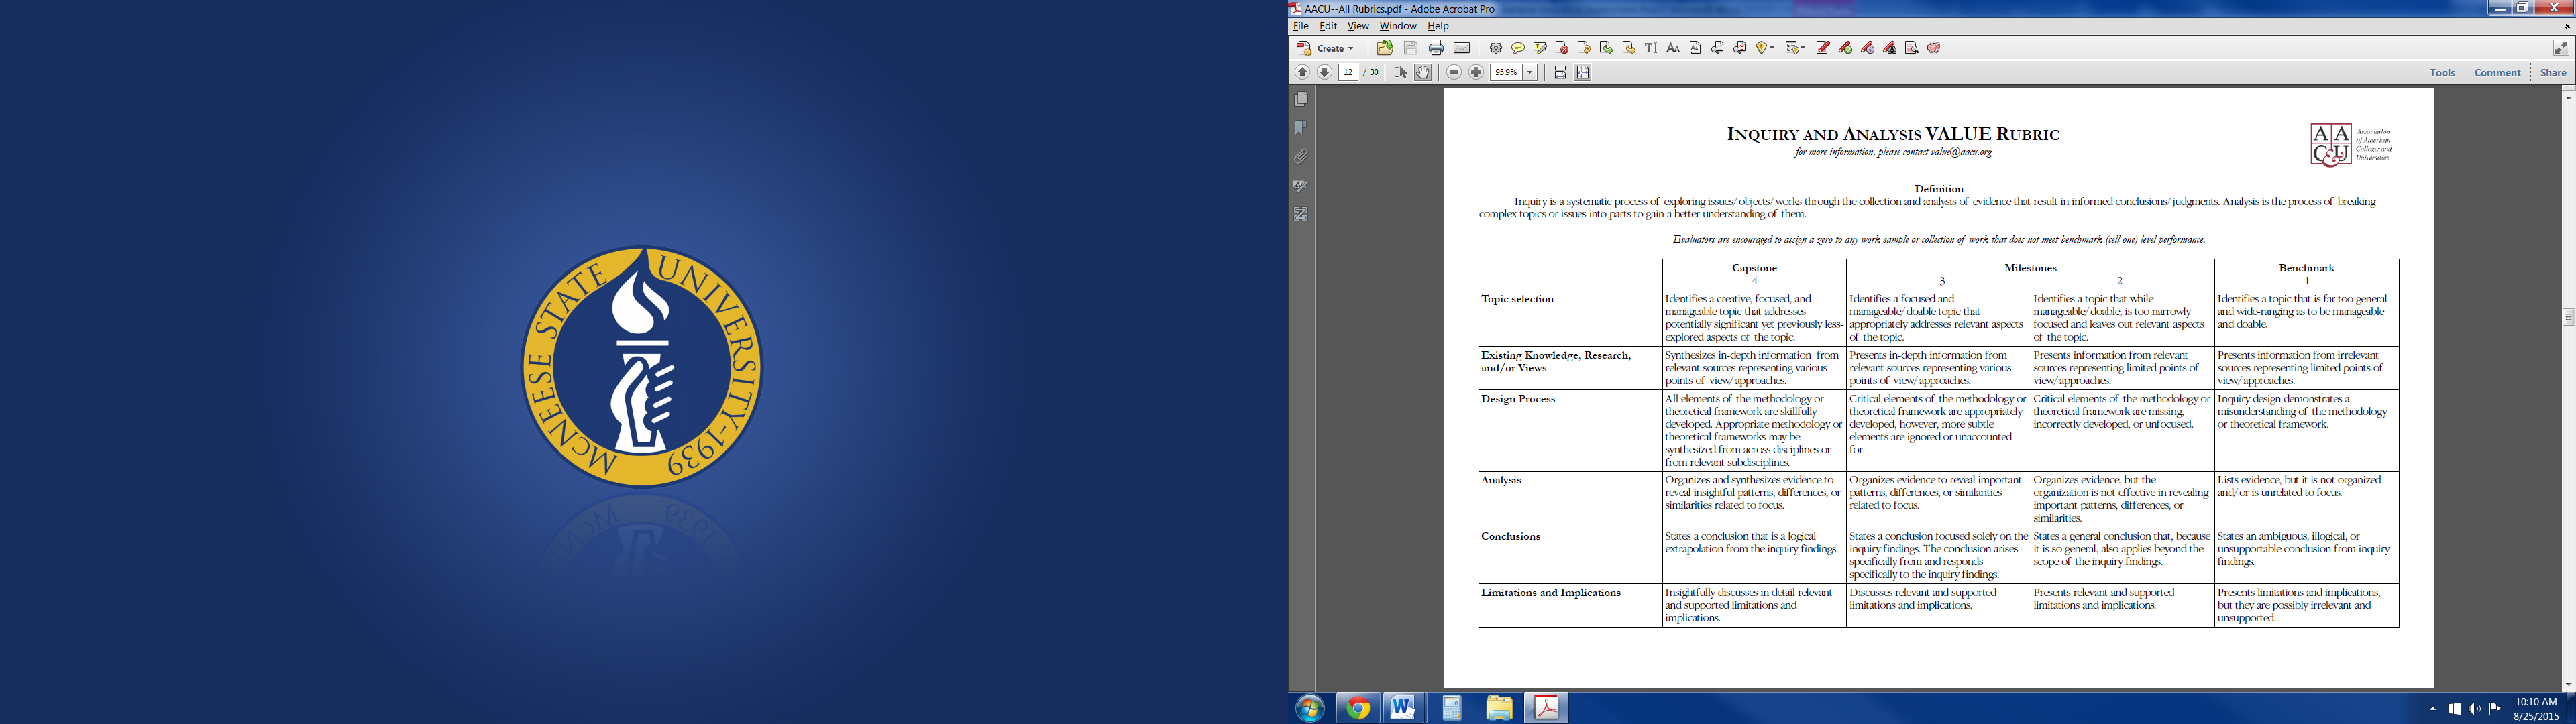 MCNEESE STATE UNIVERSITY-1939
AACU--All Rubrics.pdf - Adobe Acrobat Pro
File Edit View Window Help
Create
12 / 30 95.9% Tools Comment Share
INQUIRY AND ANALYSIS VALUE RUBRIC
for more information, please contact value@aacu.org
AAC&U
Association
of American
Colleges and
Universities
Definition
Inquiry is a systematic process of exploring issues/objects/works through the collection and analysis of evidence that result in informed conclusions/judgments. Analysis is the process of breaking
complex topics or issues into parts to gain a better understanding of them.
Evaluators are encouraged to assign a zero to any work sample or collection of work that does not meet benchmark (cell one) level performance.
Capstone
4
Milestones
3 2
Benchmark
1
Topic selection
Identifies a creative, focused, and
manageable topic that addresses
potentially significant yet previously less-
explored aspects of the topic.
Identifies a focused and
manageable/doable topic that
appropriately addresses relevant aspects
of the topic.
Identifies a topic that while
manageable/doable, is too narrowly
focused and leaves out relevant aspects
of the topic.
Identifies a topic that is far too general
and wide-ranging as to be manageable
and doable.
Existing Knowledge, Research,
and/or Views
Synthesizes in-depth information from
relevant sources representing various
points of view/approaches.
Presents in-depth information from
relevant sources representing various
points of view/approaches.
Presents information from relevant
sources representing limited points of
view/approaches.
Presents information from irrelevant
sources representing limited points of
view/approaches.
Design Process
All elements of the methodology or
theoretical framework are skillfully
developed. Appropriate methodology or
theoretical frameworks may be
synthesized from across disciplines or
from relevant subdisciplines.
Critical elements of the methodology or
theoretical framework are appropriately
developed, however, more subtle
elements are ignored or unaccounted
for.
Critical elements of the methodology or
theoretical framework are missing,
incorrectly developed, or unfocused.
Inquiry design demonstrates a
misunderstanding of the methodology
or theoretical framework.
Analysis
Organizes and synthesizes evidence to
reveal insightful patterns, differences, or
similarities related to focus.
Organizes evidence to reveal important
patterns, differences, or similarities
related to focus.
Organizes evidence, but the
organization is not effective in revealing
important patterns, differences, or
similarities.
Lists evidence, but it is not organized
and/or is unrelated to focus.
Conclusions
States a conclusion that is a logical
extrapolation from the inquiry findings.
States a conclusion focused solely on the
inquiry findings. The conclusion arises
specifically from and responds
specifically to the inquiry findings.
States a general conclusion that, because
it is so general, also applies beyond the
scope of the inquiry findings.
States an ambiguous, illogical, or
unsupportable conclusion from inquiry
findings.
Limitations and Implications
Insightfully discusses in detail relevant
and supported limitations and
implications.
Discusses relevant and supported
limitations and implications.
Presents relevant and supported
limitations and implications.
Presents limitations and implications,
but they are possibly irrelevant and
unsupported.
10:10 AM
8/25/2015